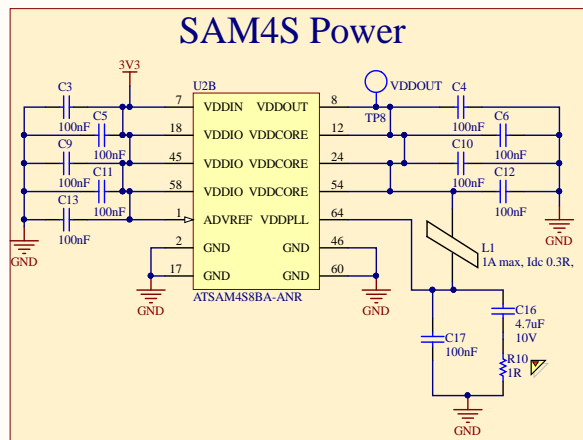 SAM4S Power
3V3
U2B
VDDOUT
TP8
C3
100nF
C5
100nF
C9
100nF
C11
100nF
C13
100nF
7 VDDIN VDDOUT 8
18 VDDIO VDDCORE 12
45 VDDIO VDDCORE 24
58 VDDIO VDDCORE 54
1 ADVREF VDDPLL 64
2 GND GND 46
17 GND GND 60
ATSAM4S8BA-ANR
C4
100nF
C6
100nF
C10
100nF
C12
100nF
GND
GND
GND
GND
L1
1A max, Idc 0.3R,
C16
4.7uF
10V
C17
100nF
R10
1R
GND